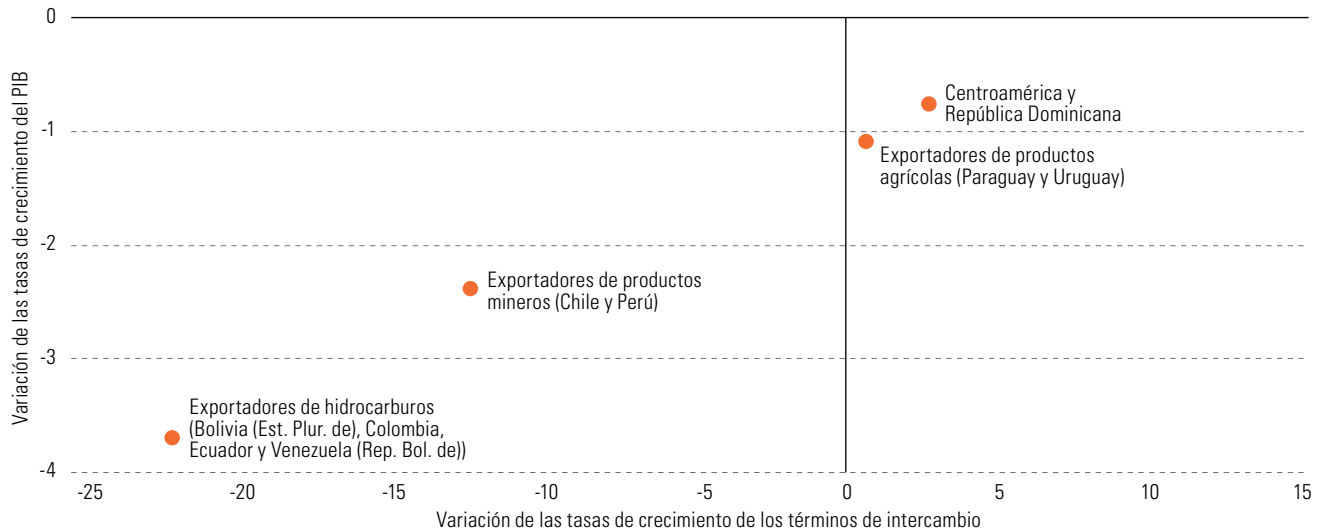 Variación de las tasas de crecimiento del PIB
0
-1
-2
-3
-4
Centroamérica y
República Dominicana
Exportadores de productos
agrícolas (Paraguay y Uruguay)
Exportadores de productos
mineros (Chile y Perú)
Exportadores de hidrocarburos
(Bolivia (Est. Plur. de), Colombia,
Ecuador y Venezuela (Rep. Bol. de))
-25 -20 -15 -10 -5 0 5 10 15
Variación de las tasas de crecimiento de los términos de intercambio